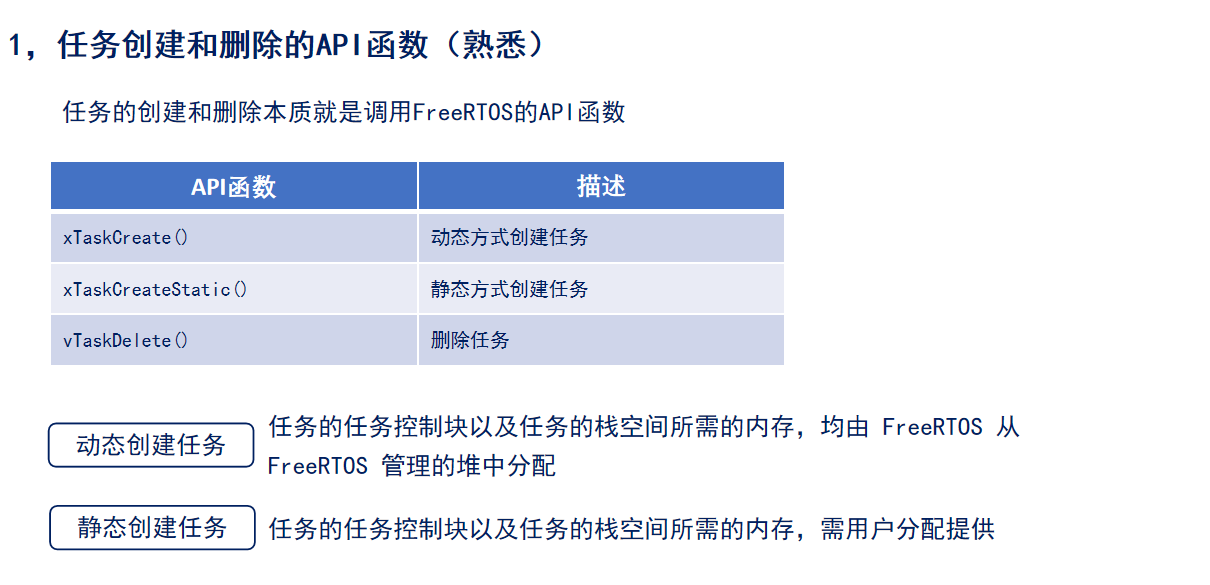 1，任务创建和删除的API函数（熟悉）
任务的创建和删除本质就是调用FreeRTOS的API函数
API函数 描述
xTaskCreate() 动态方式创建任务
xTaskCreateStatic() 静态方式创建任务
vTaskDelete() 删除任务
动态创建任务 任务的任务控制块以及任务的栈空间所需的内存，均由 FreeRTOS 从
FreeRTOS 管理的堆中分配
静态创建任务 任务的任务控制块以及任务的栈空间所需的内存，需用户分配提供